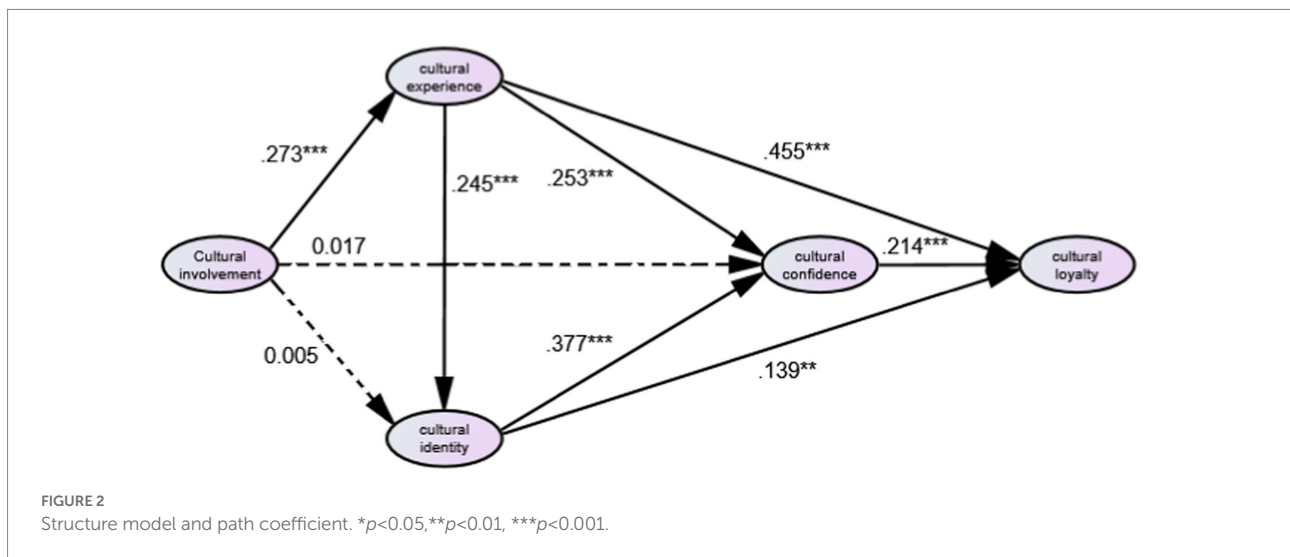 cultural
experience
.273***
.455***
.245***
.253***
Cultural
involvement
0.017
cultural
confidence
.214***
cultural
loyalty
0.005
.377***
.139**
cultural
identity
FIGURE 2
Structure model and path coefficient. *p<0.05,**p<0.01, ***p<0.001.